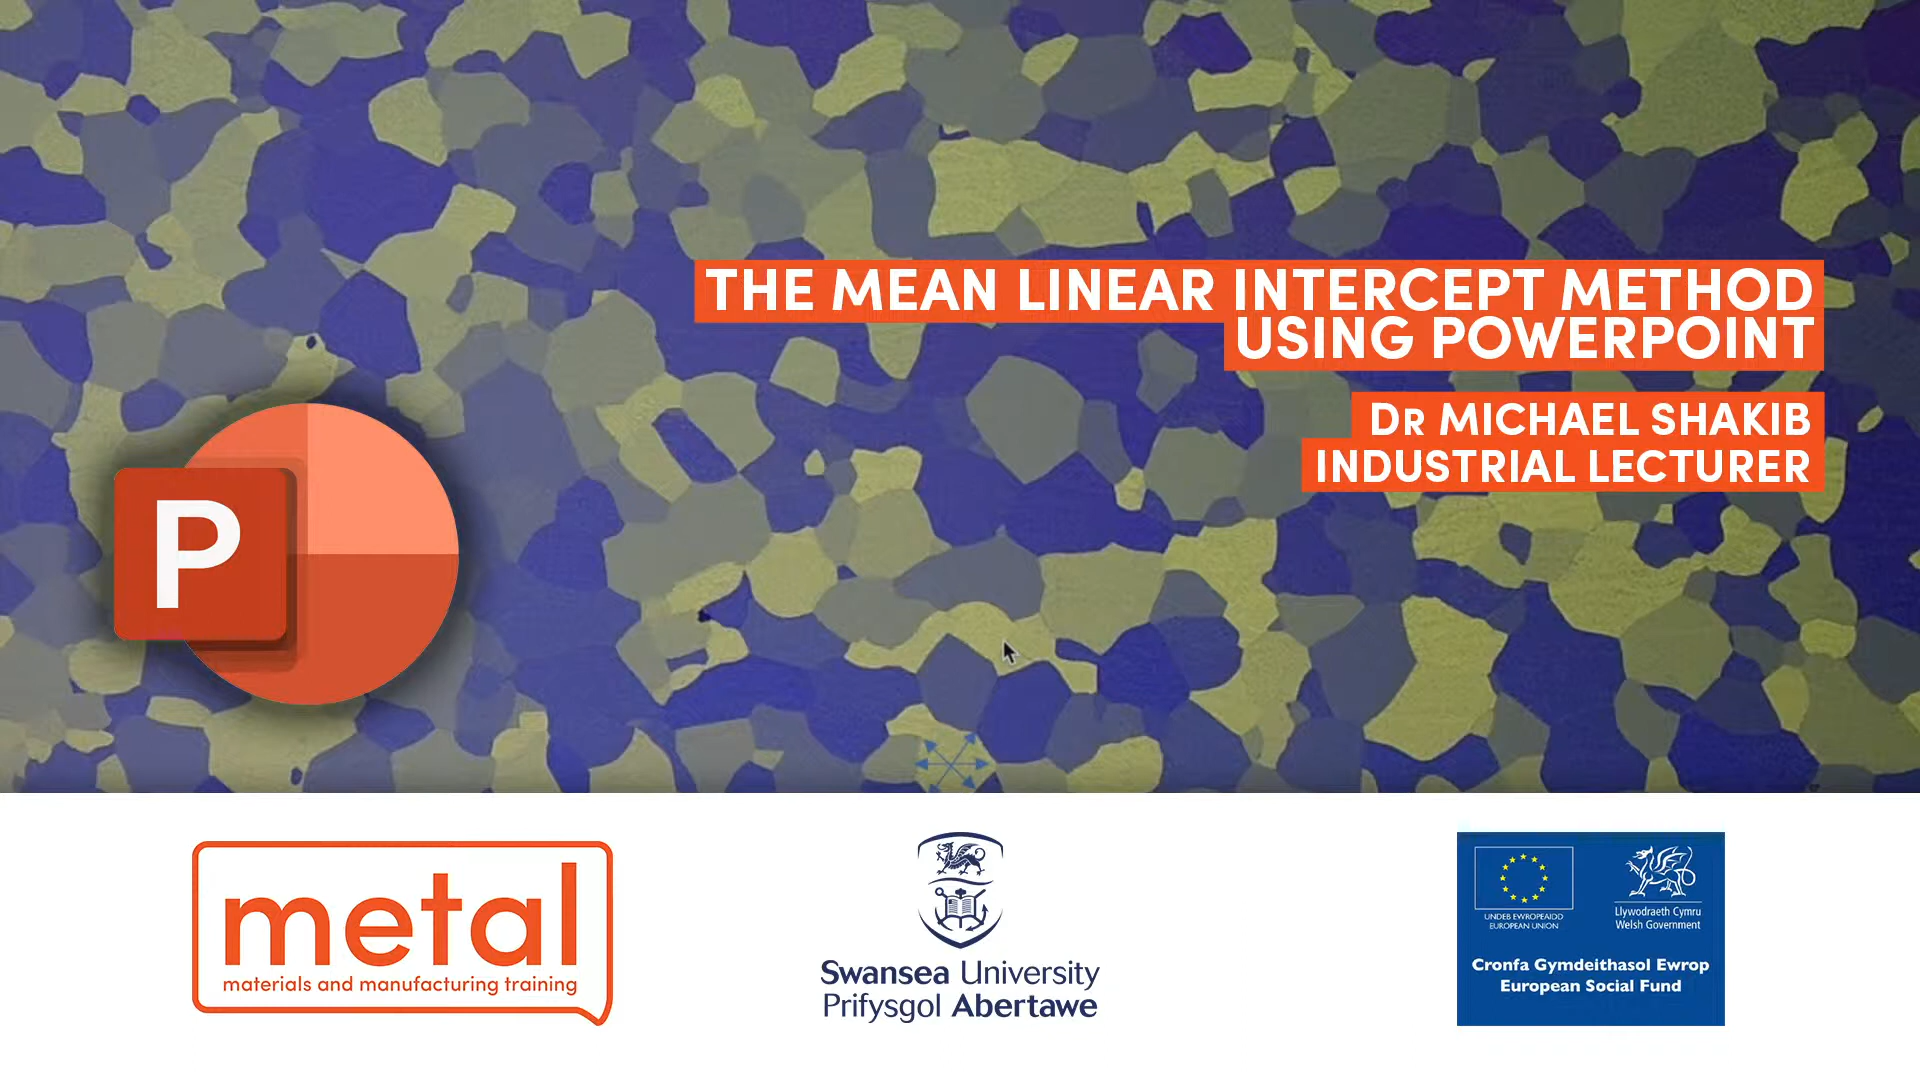 THE MEAN LINEAR INTERCEPT METHOD
USING POWERPOINT
DR MICHAEL SHAKIB
INDUSTRIAL LECTURER
P
metal
materials and manufacturing training
Swansea University
Prifysgol Abertawe
UNDEB EWROPEAIDD
EUROPEAN UNION
Llywodraeth Cymru
Welsh Government
Cronfa Gymdeithasol Ewrop
European Social Fund